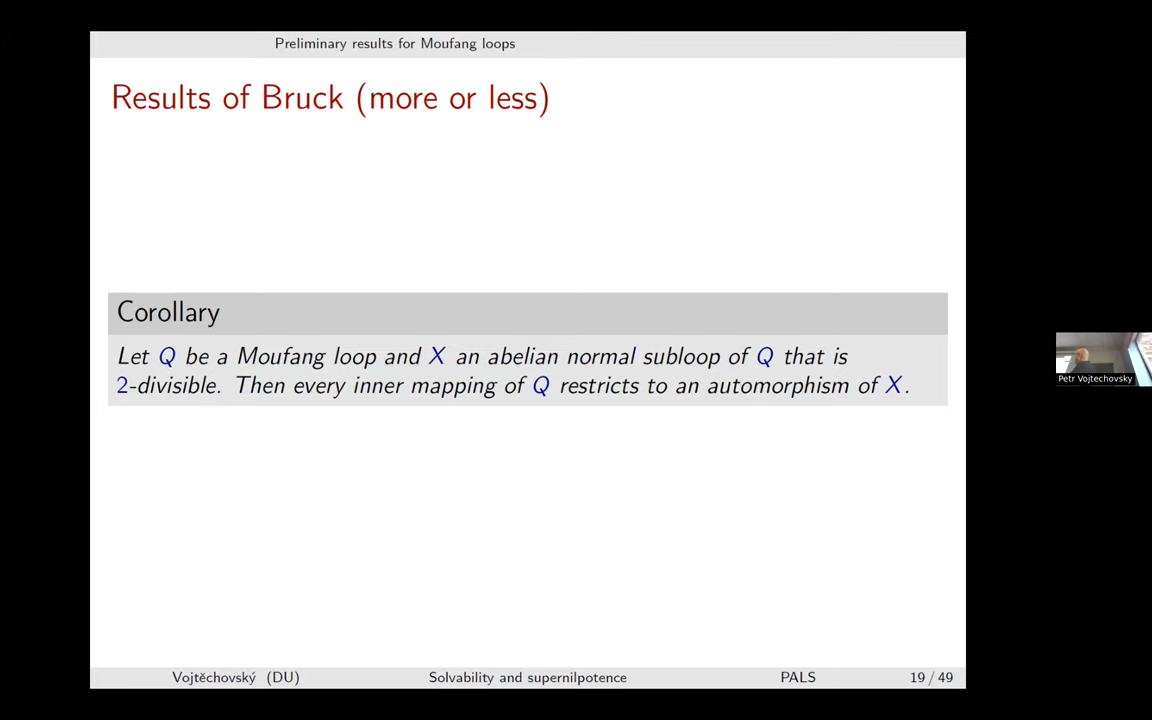 Preliminary results for Moufang loops
Results of Bruck (more or less)
Corollary
Let Q be a Moufang loop and X an abelian normal subloop of Q that is
2-divisible. Then every inner mapping of Q restricts to an automorphism of X.
Petr Vojtechovsky
Vojtěchovský (DU) Solvability and supernilpotence PALS 19 / 49